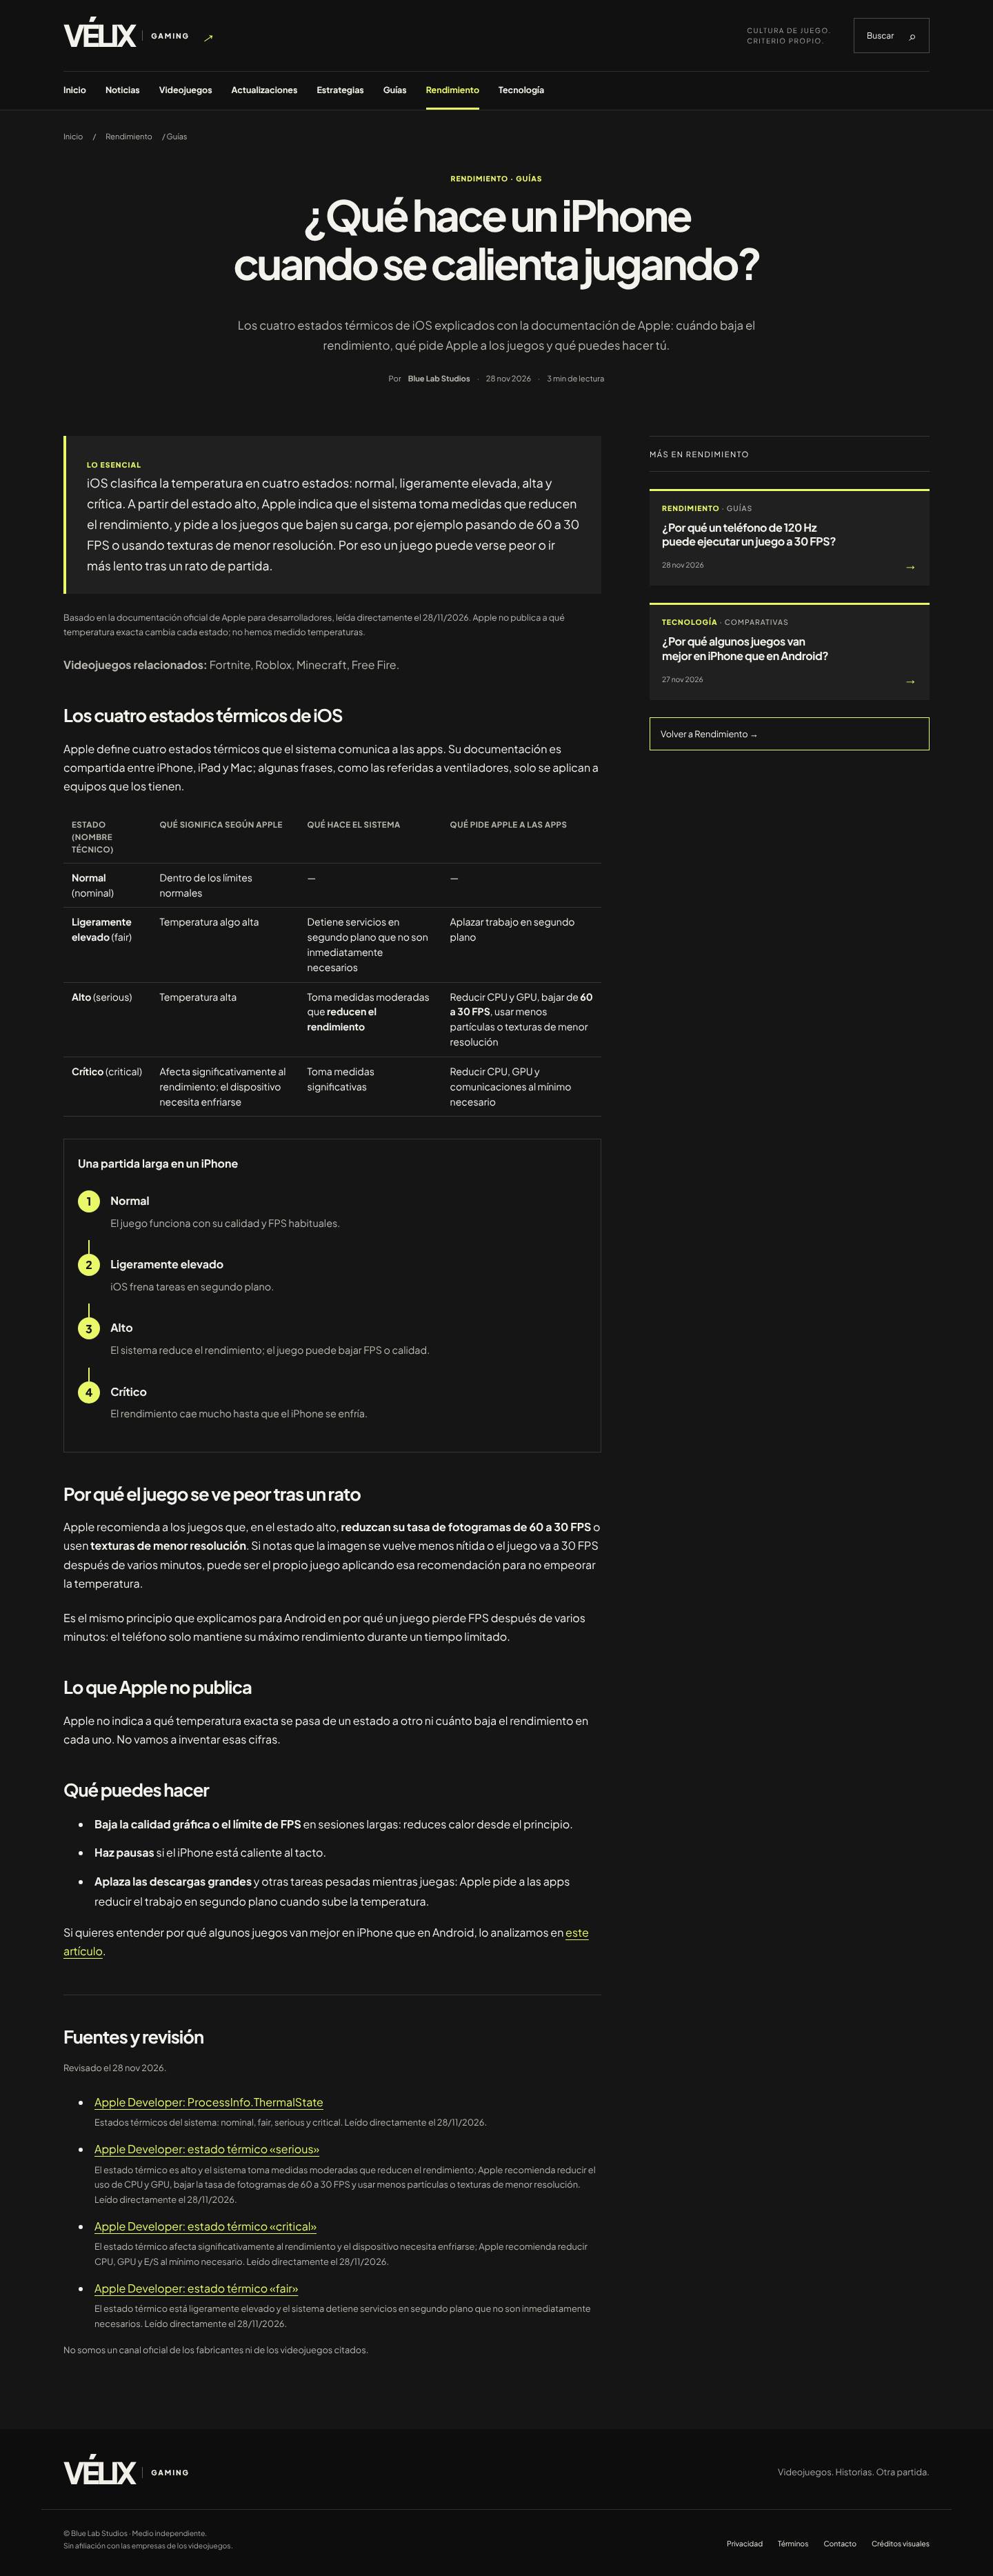 VÉLIX GAMING →
CULTURA DE JUEGO.
CRITERIO PROPIO.
Buscar ⌕
Inicio Noticias Videojuegos Actualizaciones Estrategias Guías Rendimiento Tecnología
Inicio / Rendimiento / Guías
RENDIMIENTO · GUÍAS
¿Qué hace un iPhone
cuando se calienta jugando?
Los cuatro estados térmicos de iOS explicados con la documentación de Apple: cuándo baja el
rendimiento, qué pide Apple a los juegos y qué puedes hacer tú.
Por Blue Lab Studios · 28 nov 2026 · 3 min de lectura
LO ESENCIAL
iOS clasifica la temperatura en cuatro estados: normal, ligeramente elevada, alta y
crítica. A partir del estado alto, Apple indica que el sistema toma medidas que reducen
el rendimiento, y pide a los juegos que bajen su carga, por ejemplo pasando de 60 a 30
FPS o usando texturas de menor resolución. Por eso un juego puede verse peor o ir
más lento tras un rato de partida.
Basado en la documentación oficial de Apple para desarrolladores, leída directamente el 28/11/2026. Apple no publica a qué
temperatura exacta cambia cada estado; no hemos medido temperaturas.
Videojuegos relacionados: Fortnite, Roblox, Minecraft, Free Fire.
Los cuatro estados térmicos de iOS
Apple define cuatro estados térmicos que el sistema comunica a las apps. Su documentación es
compartida entre iPhone, iPad y Mac; algunas frases, como las referidas a ventiladores, solo se aplican a
equipos que los tienen.
ESTADO
(NOMBRE
TÉCNICO)
QUÉ SIGNIFICA SEGÚN APPLE
QUÉ HACE EL SISTEMA
QUÉ PIDE APPLE A LAS APPS
Normal
(nominal)
Dentro de los límites
normales
—
—
Ligeramente
elevado (fair)
Temperatura algo alta
Detiene servicios en
segundo plano que no son
inmediatamente
necesarios
Aplazar trabajo en segundo
plano
Alto (serious)
Temperatura alta
Toma medidas moderadas
que reducen el
rendimiento
Reducir CPU y GPU, bajar de 60
a 30 FPS, usar menos
partículas o texturas de menor
resolución
Crítico (critical)
Afecta significativamente al
rendimiento; el dispositivo
necesita enfriarse
Toma medidas
significativas
Reducir CPU, GPU y
comunicaciones al mínimo
necesario
Una partida larga en un iPhone
1 Normal
El juego funciona con su calidad y FPS habituales.
2 Ligeramente elevado
iOS frena tareas en segundo plano.
3 Alto
El sistema reduce el rendimiento; el juego puede bajar FPS o calidad.
4 Crítico
El rendimiento cae mucho hasta que el iPhone se enfría.
Por qué el juego se ve peor tras un rato
Apple recomienda a los juegos que, en el estado alto, reduzcan su tasa de fotogramas de 60 a 30 FPS o
usen texturas de menor resolución. Si notas que la imagen se vuelve menos nítida o el juego va a 30 FPS
después de varios minutos, puede ser el propio juego aplicando esa recomendación para no empeorar
la temperatura.
Es el mismo principio que explicamos para Android en por qué un juego pierde FPS después de varios
minutos: el teléfono solo mantiene su máximo rendimiento durante un tiempo limitado.
Lo que Apple no publica
Apple no indica a qué temperatura exacta se pasa de un estado a otro ni cuánto baja el rendimiento en
cada uno. No vamos a inventar esas cifras.
Qué puedes hacer
• Baja la calidad gráfica o el límite de FPS en sesiones largas: reduces calor desde el principio.
• Haz pausas si el iPhone está caliente al tacto.
• Aplaza las descargas grandes y otras tareas pesadas mientras juegas: Apple pide a las apps
reducir el trabajo en segundo plano cuando sube la temperatura.
Si quieres entender por qué algunos juegos van mejor en iPhone que en Android, lo analizamos en este
artículo.
Fuentes y revisión
Revisado el 28 nov 2026.
• Apple Developer: ProcessInfo.ThermalState
Estados térmicos del sistema: nominal, fair, serious y critical. Leído directamente el 28/11/2026.
• Apple Developer: estado térmico «serious»
El estado térmico es alto y el sistema toma medidas moderadas que reducen el rendimiento; Apple recomienda reducir el
uso de CPU y GPU, bajar la tasa de fotogramas de 60 a 30 FPS y usar menos partículas o texturas de menor resolución.
Leído directamente el 28/11/2026.
• Apple Developer: estado térmico «critical»
El estado térmico afecta significativamente al rendimiento y el dispositivo necesita enfriarse; Apple recomienda reducir
CPU, GPU y E/S al mínimo necesario. Leído directamente el 28/11/2026.
• Apple Developer: estado térmico «fair»
El estado térmico está ligeramente elevado y el sistema detiene servicios en segundo plano que no son inmediatamente
necesarios. Leído directamente el 28/11/2026.
No somos un canal oficial de los fabricantes ni de los videojuegos citados.
MÁS EN RENDIMIENTO
RENDIMIENTO · GUÍAS
¿Por qué un teléfono de 120 Hz
puede ejecutar un juego a 30 FPS?
28 nov 2026 →
TECNOLOGÍA · COMPARATIVAS
¿Por qué algunos juegos van
mejor en iPhone que en Android?
27 nov 2026 →
Volver a Rendimiento →
VÉLIX GAMING
Videojuegos. Historias. Otra partida.
© Blue Lab Studios · Medio independiente.
Sin afiliación con las empresas de los videojuegos.
Privacidad Términos Contacto Créditos visuales